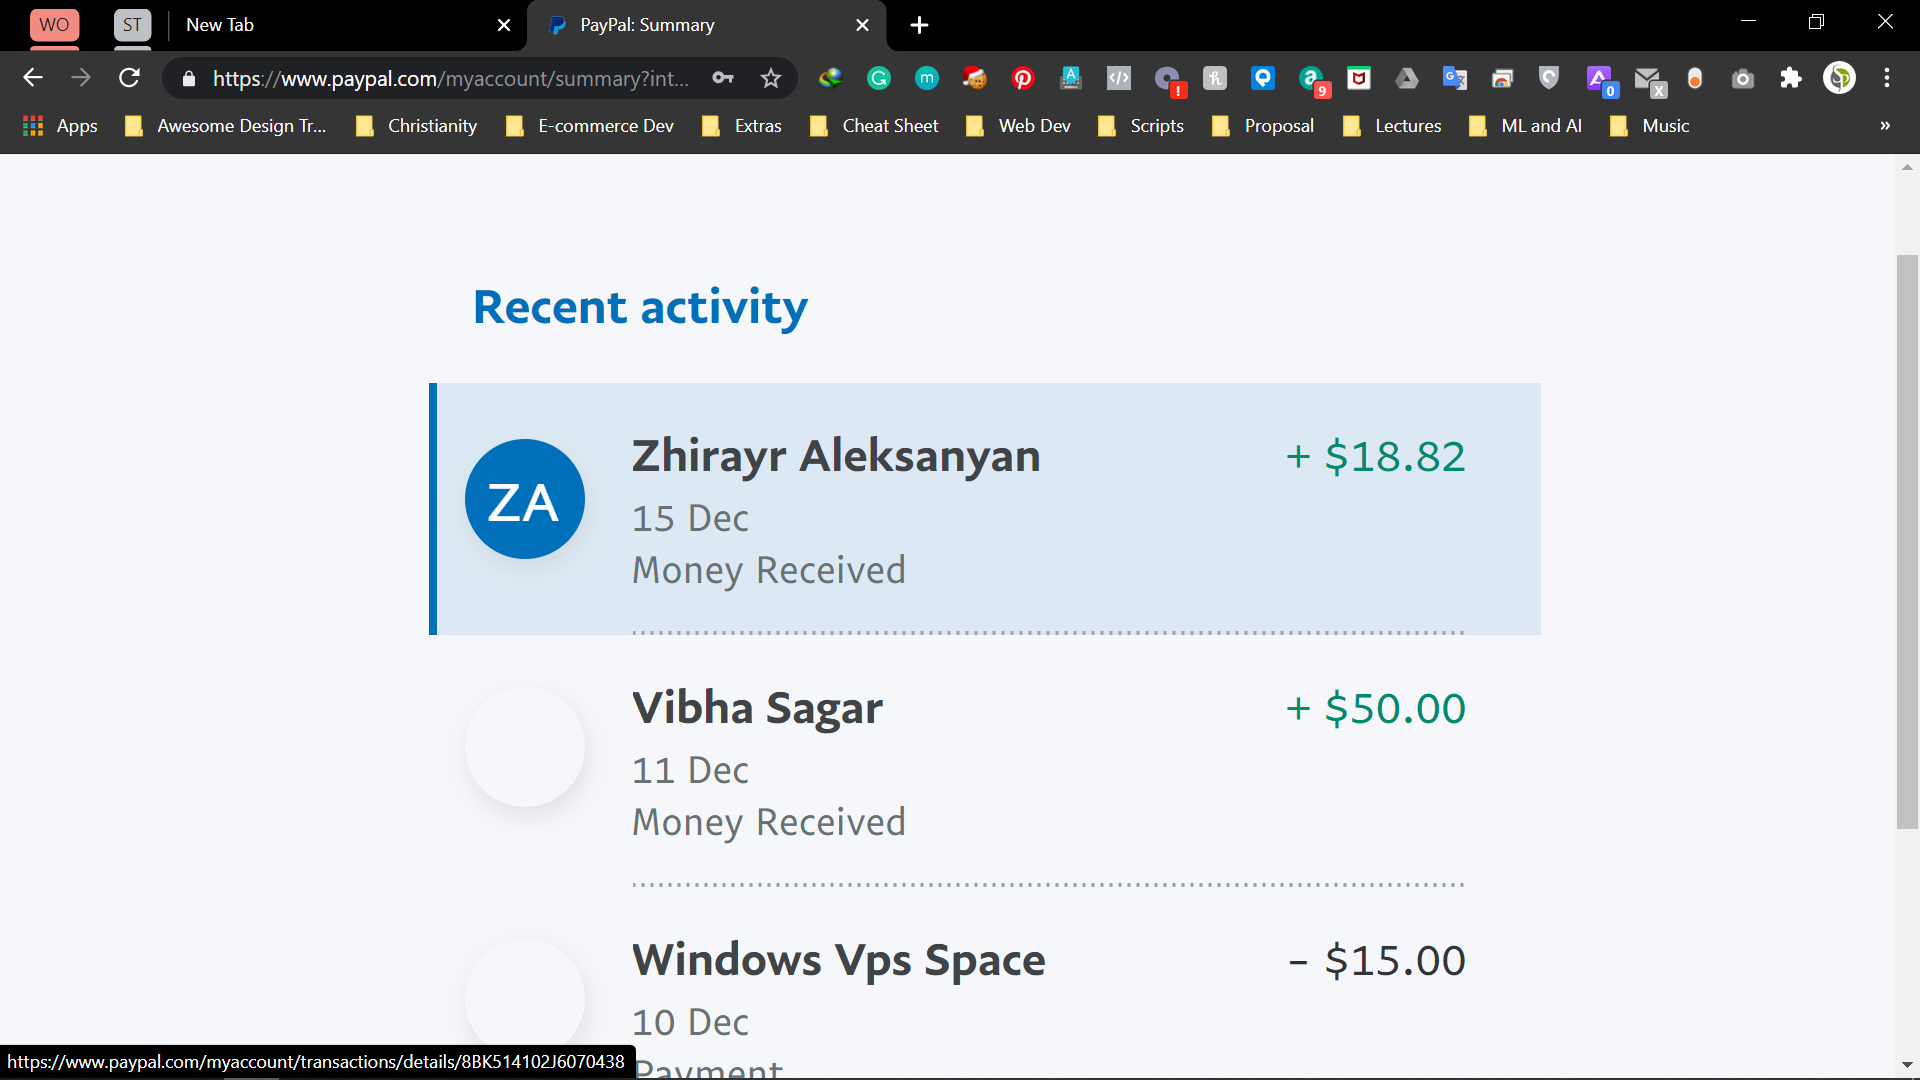 WO ST New Tab PayPal: Summary
https://www.paypal.com/myaccount/summary?int...
Apps Awesome Design Tr... Christianity E-commerce Dev Extras Cheat Sheet Web Dev Scripts Proposal Lectures ML and AI Music »
Recent activity
ZA
Zhirayr Aleksanyan + $18.82
15 Dec
Money Received
Vibha Sagar + $50.00
11 Dec
Money Received
Windows Vps Space - $15.00
10 Dec
Payment
https://www.paypal.com/myaccount/transactions/details/8BK514102J6070438